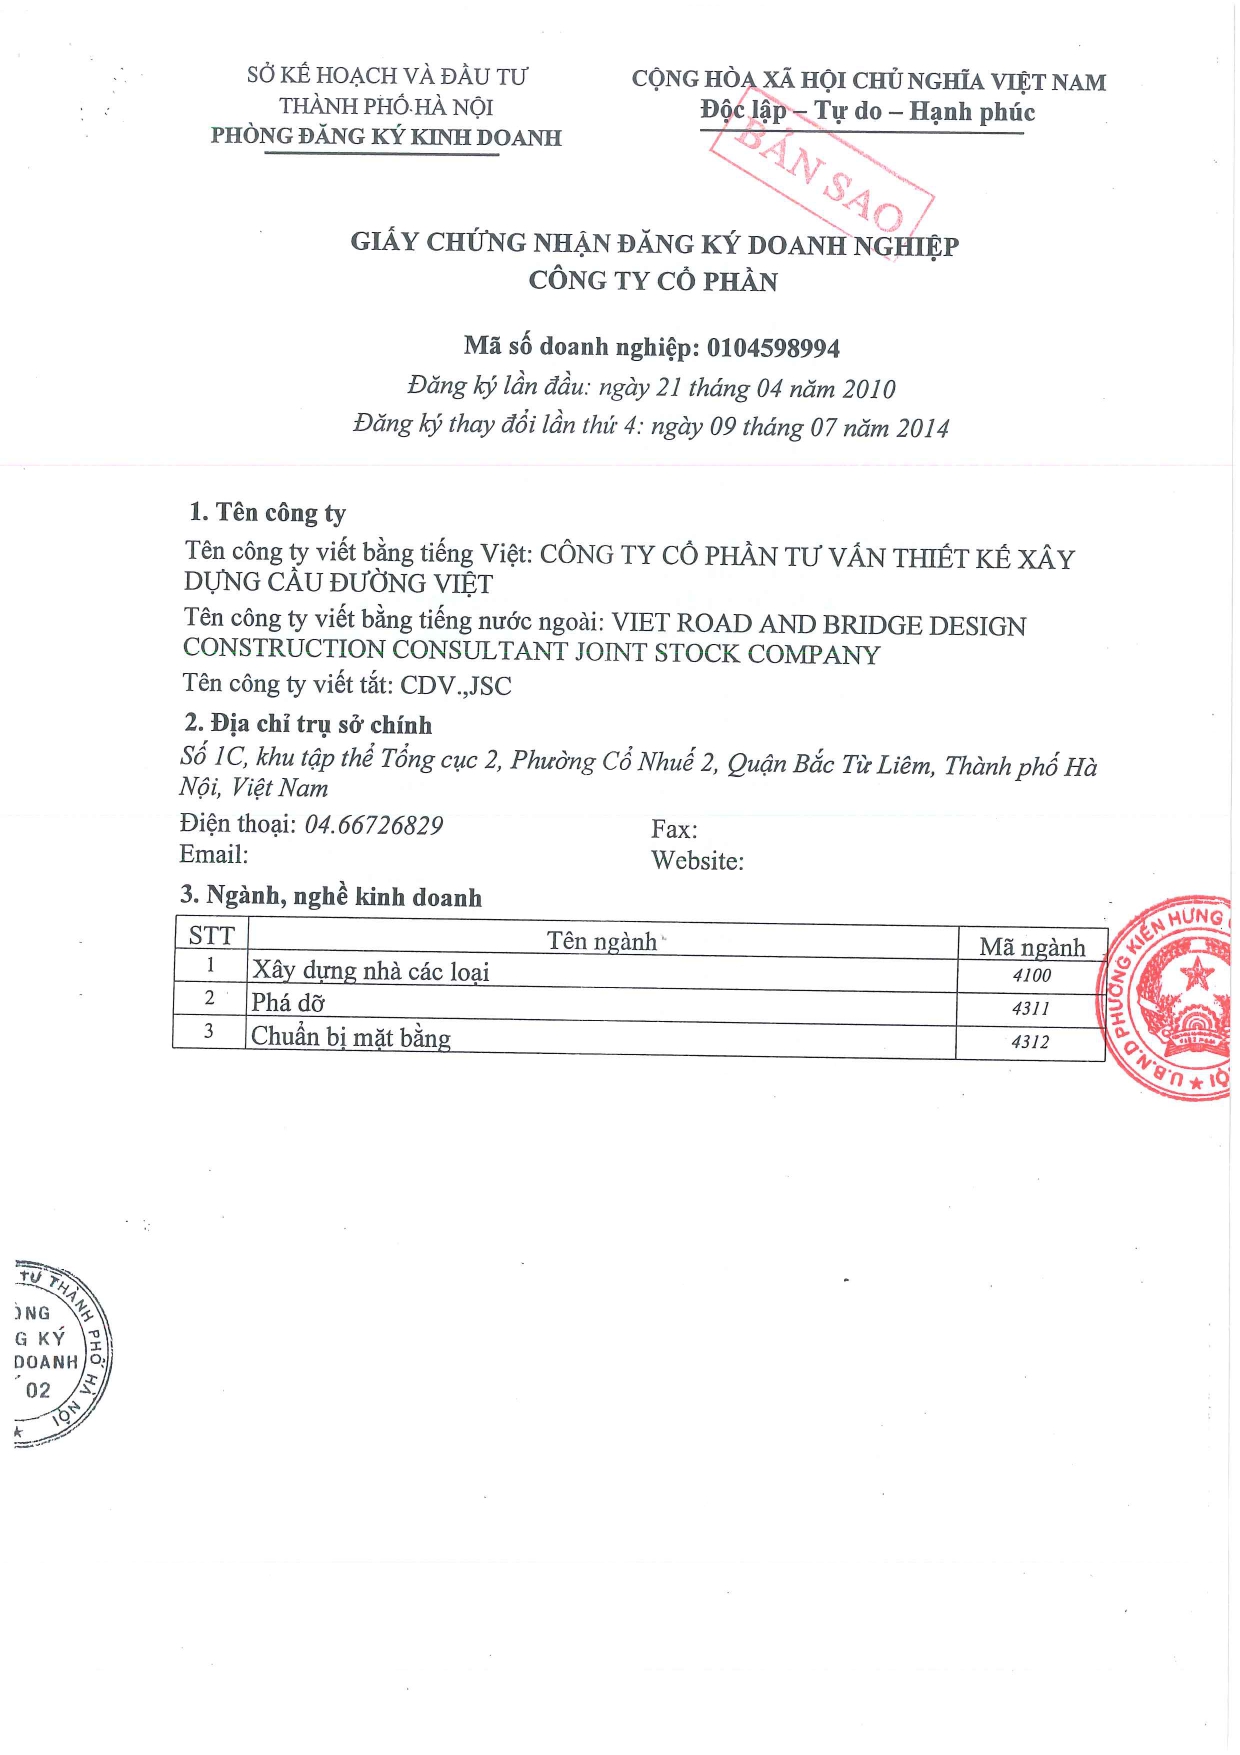 SỞ KẾ HOẠCH VÀ ĐẦU TƯ
THÀNH PHỐ HÀ NỘI
PHÒNG ĐĂNG KÝ KINH DOANH
CỘNG HÒA XÃ HỘI CHỦ NGHĨA VIỆT NAM
Độc lập – Tự do – Hạnh phúc
BẢN SAO
GIẤY CHỨNG NHẬN ĐĂNG KÝ DOANH NGHIỆP
CÔNG TY CỔ PHẦN
Mã số doanh nghiệp: 0104598994
Đăng ký lần đầu: ngày 21 tháng 04 năm 2010
Đăng ký thay đổi lần thứ 4: ngày 09 tháng 07 năm 2014
1. Tên công ty
Tên công ty viết bằng tiếng Việt: CÔNG TY CỔ PHẦN TƯ VẤN THIẾT KẾ XÂY
DỰNG CẦU ĐƯỜNG VIỆT
Tên công ty viết bằng tiếng nước ngoài: VIET ROAD AND BRIDGE DESIGN
CONSTRUCTION CONSULTANT JOINT STOCK COMPANY
Tên công ty viết tắt: CDV.,JSC
2. Địa chỉ trụ sở chính
Số 1C, khu tập thể Tổng cục 2, Phường Cổ Nhuế 2, Quận Bắc Từ Liêm, Thành phố Hà
Nội, Việt Nam
Điện thoại: 04.66726829 Fax:
Email: Website:
3. Ngành, nghề kinh doanh
STT Tên ngành Mã ngành
1 Xây dựng nhà các loại 4100
2 Phá dỡ 4311
3 Chuẩn bị mặt bằng 4312
U.B.N.D PHƯỜNG KIẾN HƯNG
ỘI
VIỆT NAM
TƯ THÀNH PHỐ HÀ NỘI
ÒNG
G KÝ
DOANH
02